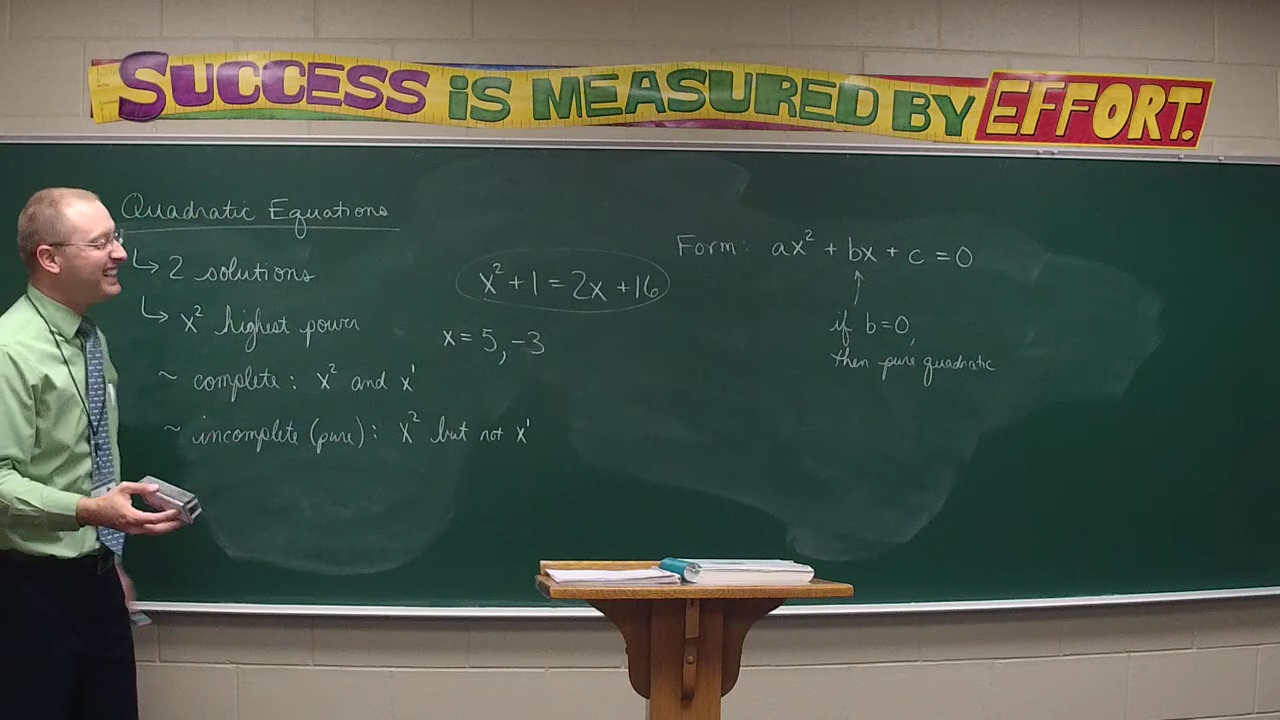 SUCCESS IS MEASURED BY EFFORT.
Quadratic Equations
↳ 2 solutions
↳ x² highest power
~ complete: x² and x¹
~ incomplete (pure): x² but not x¹
x² + 1 = 2x + 16
x = 5, -3
Form: ax² + bx + c = 0
if b = 0,
then pure quadratic